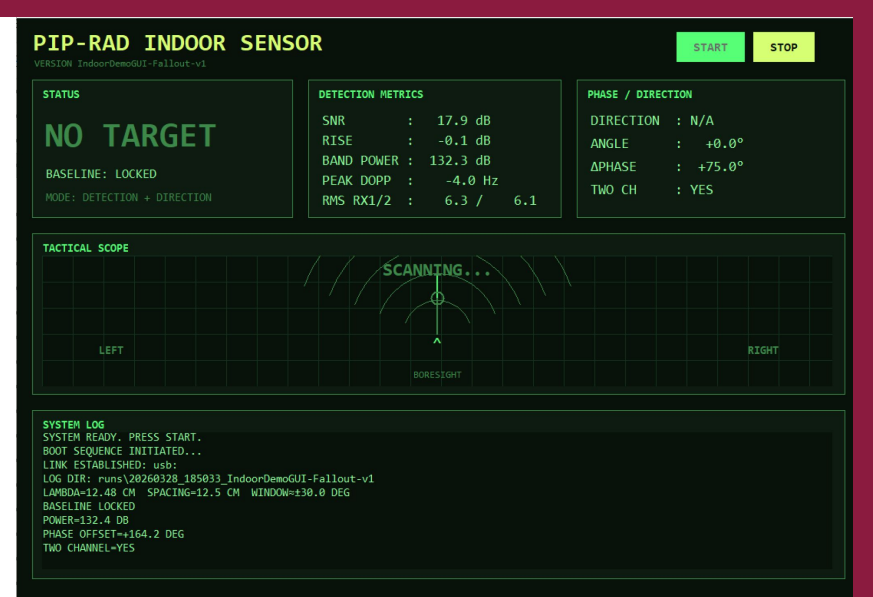 PIP-RAD INDOOR SENSOR
VERSION IndoorDemoGUI-Fallout-v1
START
STOP
STATUS
NO TARGET
BASELINE: LOCKED
MODE: DETECTION + DIRECTION
DETECTION METRICS
SNR : 17.9 dB
RISE : -0.1 dB
BAND POWER : 132.3 dB
PEAK DOPP : -4.0 Hz
RMS RX1/2 : 6.3 / 6.1
PHASE / DIRECTION
DIRECTION : N/A
ANGLE : +0.0°
ΔPHASE : +75.0°
TWO CH : YES
TACTICAL SCOPE
SCANNING...
^
LEFT
RIGHT
BORESIGHT
SYSTEM LOG
SYSTEM READY. PRESS START.
BOOT SEQUENCE INITIATED...
LINK ESTABLISHED: usb:
LOG DIR: runs\20260328_185033_IndoorDemoGUI-Fallout-v1
LAMBDA=12.48 CM SPACING=12.5 CM WINDOW≈±30.0 DEG
BASELINE LOCKED
POWER=132.4 DB
PHASE OFFSET=+164.2 DEG
TWO CHANNEL=YES